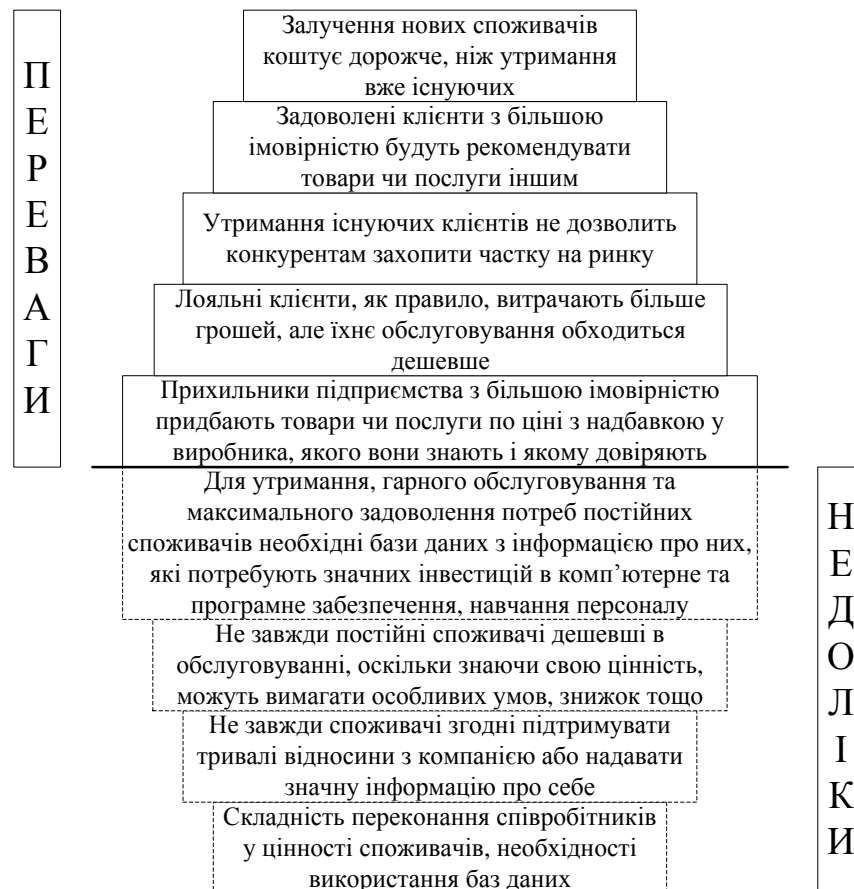 ПЕРЕВАГИ
Залучення нових споживачів
коштує дорожче, ніж утримання
вже існуючих
Задоволені клієнти з більшою
імовірністю будуть рекомендувати
товари чи послуги іншим
Утримання існуючих клієнтів не дозволить
конкурентам захопити частку на ринку
Лояльні клієнти, як правило, витрачають більше
грошей, але їхнє обслуговування обходиться
дешевше
Прихильники підприємства з більшою імовірністю
придбають товари чи послуги по ціні з надбавкою у
виробника, якого вони знають і якому довіряють
НЕДОЛІКИ
Для утримання, гарного обслуговування та
максимального задоволення потреб постійних
споживачів необхідні бази даних з інформацією про них,
які потребують значних інвестицій в комп’ютерне та
програмне забезпечення, навчання персоналу
Не завжди постійні споживачі дешевші в
обслуговуванні, оскільки знаючи свою цінність,
можуть вимагати особливих умов, знижок тощо
Не завжди споживачі згодні підтримувати
тривалі відносини з компанією або надавати
значну інформацію про себе
Складність переконання співробітників
у цінності споживачів, необхідності
використання баз даних